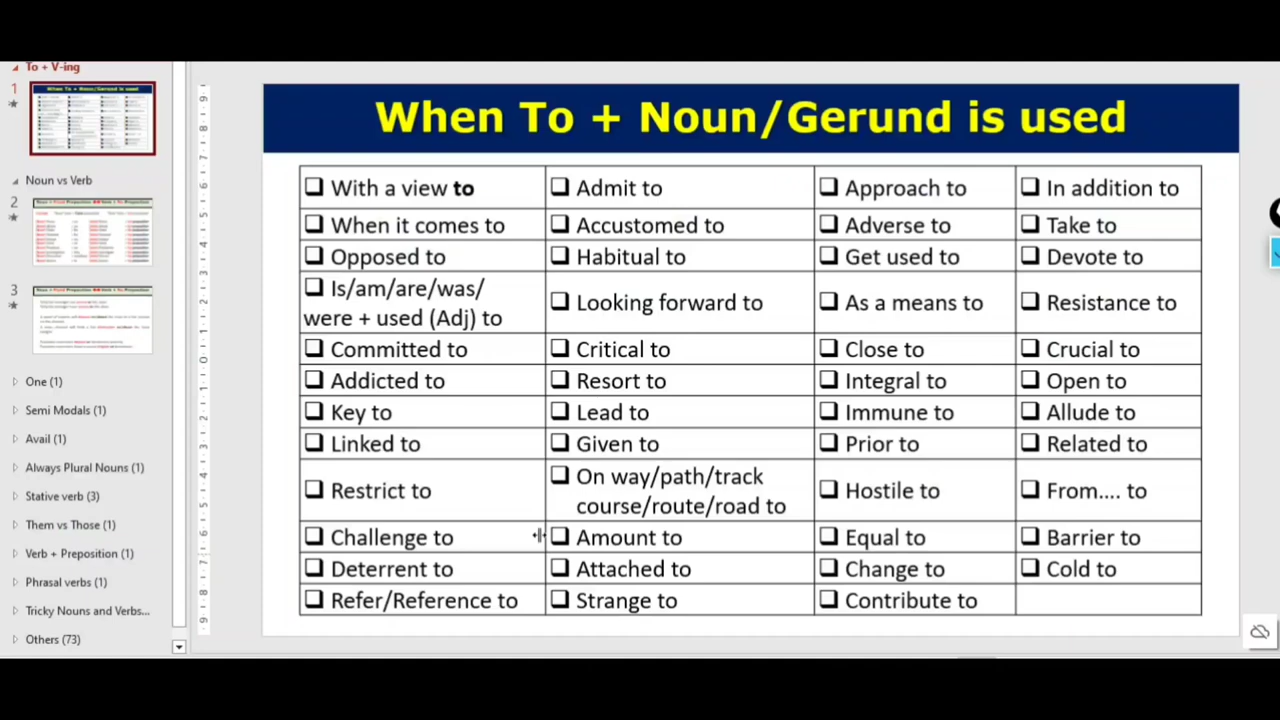 To + V-ing
1
Noun vs Verb
2
3
One (1)
Semi Modals (1)
Avail (1)
Always Plural Nouns (1)
Stative verb (3)
Them vs Those (1)
Verb + Preposition (1)
Phrasal verbs (1)
Tricky Nouns and Verbs...
Others (73)
When To + Noun/Gerund is used
With a view to
Admit to
Approach to
In addition to
When it comes to
Accustomed to
Adverse to
Take to
Opposed to
Habitual to
Get used to
Devote to
Is/am/are/was/
were + used (Adj) to
Looking forward to
As a means to
Resistance to
Committed to
Critical to
Close to
Crucial to
Addicted to
Resort to
Integral to
Open to
Key to
Lead to
Immune to
Allude to
Linked to
Given to
Prior to
Related to
Restrict to
On way/path/track
course/route/road to
Hostile to
From.... to
Challenge to
Amount to
Equal to
Barrier to
Deterrent to
Attached to
Change to
Cold to
Refer/Reference to
Strange to
Contribute to